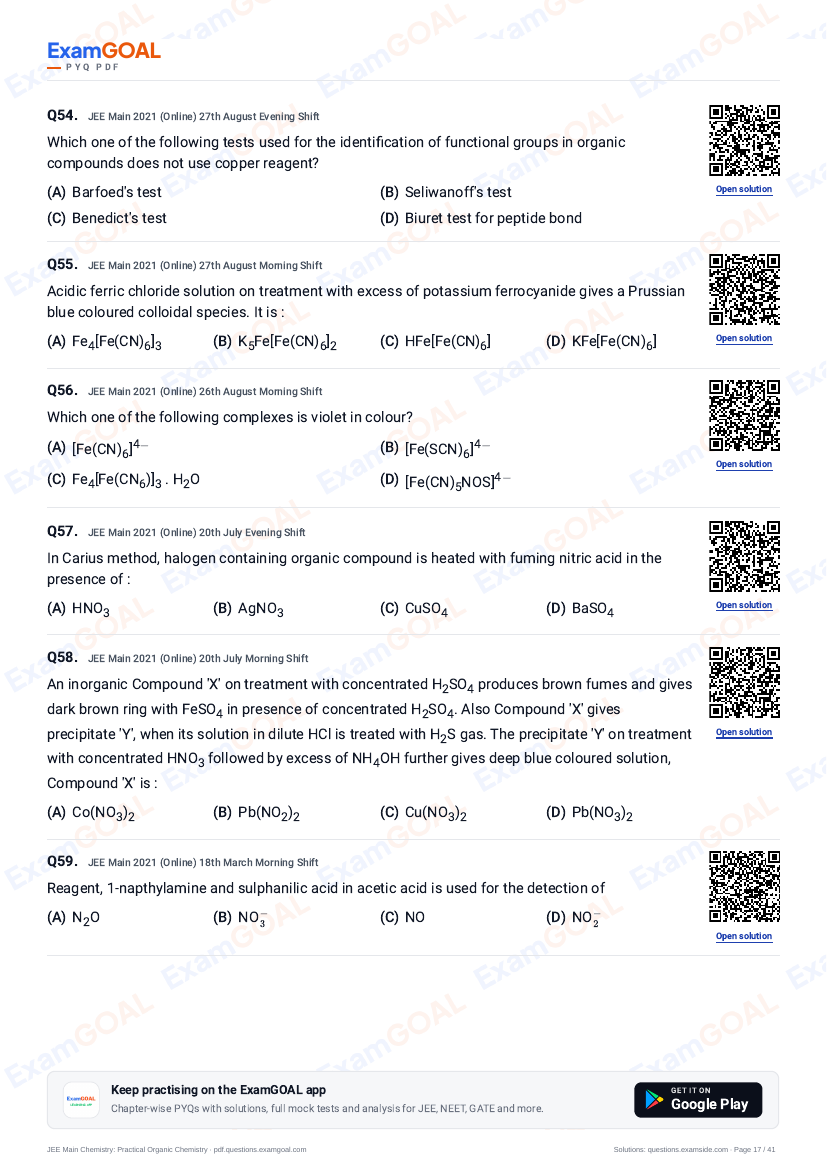 ExamGOAL
PYQ PDF
Q54. JEE Main 2021 (Online) 27th August Evening Shift
Which one of the following tests used for the identification of functional groups in organic
compounds does not use copper reagent?
(A) Barfoed's test (B) Seliwanoff's test
(C) Benedict's test (D) Biuret test for peptide bond
Open solution
Q55. JEE Main 2021 (Online) 27th August Morning Shift
Acidic ferric chloride solution on treatment with excess of potassium ferrocyanide gives a Prussian
blue coloured colloidal species. It is :
(A) Fe₄[Fe(CN)₆]₃ (B) K₅Fe[Fe(CN)₆]₂ (C) HFe[Fe(CN)₆] (D) KFe[Fe(CN)₆]
Open solution
Q56. JEE Main 2021 (Online) 26th August Morning Shift
Which one of the following complexes is violet in colour?
(A) [Fe(CN)₆]⁴⁻ (B) [Fe(SCN)₆]⁴⁻
(C) Fe₄[Fe(CN₆)]₃ . H₂O (D) [Fe(CN)₅NOS]⁴⁻
Open solution
Q57. JEE Main 2021 (Online) 20th July Evening Shift
In Carius method, halogen containing organic compound is heated with fuming nitric acid in the
presence of :
(A) HNO₃ (B) AgNO₃ (C) CuSO₄ (D) BaSO₄
Open solution
Q58. JEE Main 2021 (Online) 20th July Morning Shift
An inorganic Compound 'X' on treatment with concentrated H₂SO₄ produces brown fumes and gives
dark brown ring with FeSO₄ in presence of concentrated H₂SO₄. Also Compound 'X' gives
precipitate 'Y', when its solution in dilute HCl is treated with H₂S gas. The precipitate 'Y' on treatment
with concentrated HNO₃ followed by excess of NH₄OH further gives deep blue coloured solution,
Compound 'X' is :
(A) Co(NO₃)₂ (B) Pb(NO₂)₂ (C) Cu(NO₃)₂ (D) Pb(NO₃)₂
Open solution
Q59. JEE Main 2021 (Online) 18th March Morning Shift
Reagent, 1-napthylamine and sulphanilic acid in acetic acid is used for the detection of
(A) N₂O (B) NO₃⁻ (C) NO (D) NO₂⁻
Open solution
Keep practising on the ExamGOAL app
Chapter-wise PYQs with solutions, full mock tests and analysis for JEE, NEET, GATE and more.
GET IT ON
Google Play
JEE Main Chemistry: Practical Organic Chemistry · pdf.questions.examgoal.com Solutions: questions.examside.com · Page 17 / 41